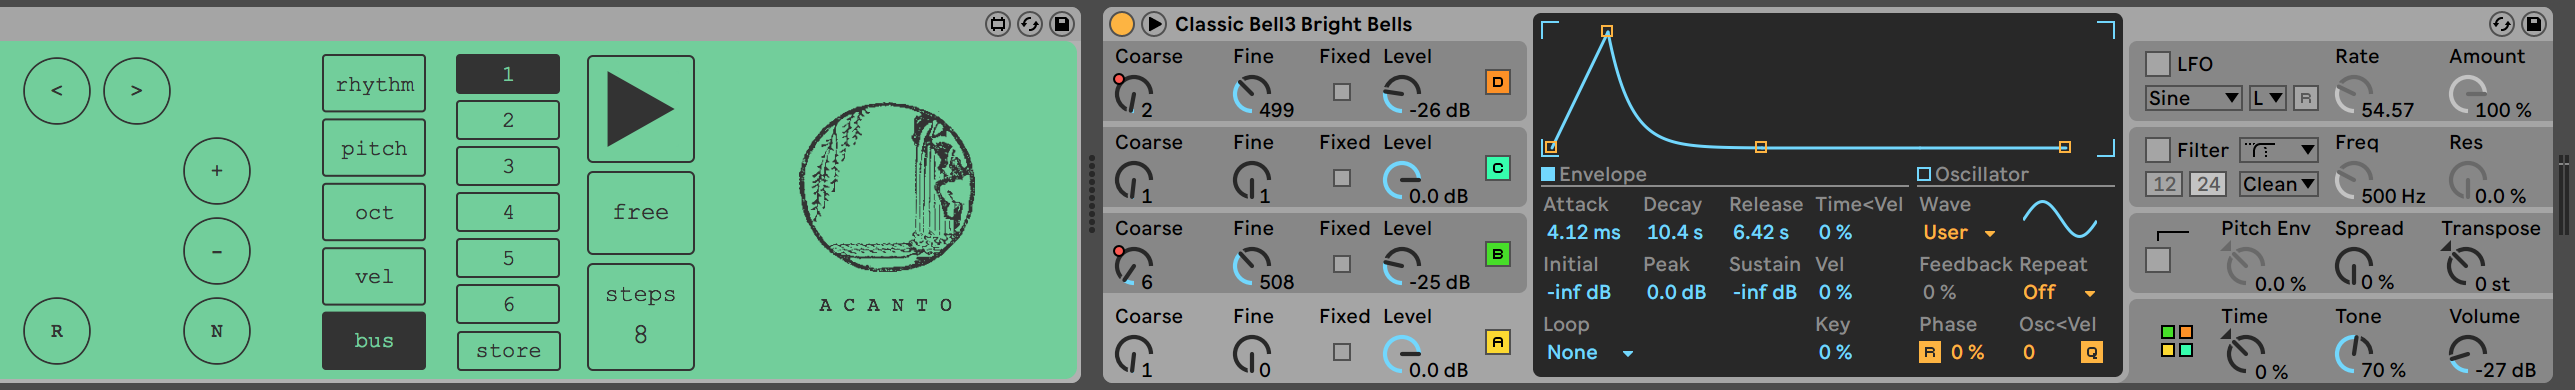 < >
+
-
R N
rhythm
pitch
oct
vel
bus
1
2
3
4
5
6
store
free
steps
8
ACANTO
Classic Bell3 Bright Bells
Coarse Fine Fixed Level
2 499 -26 dB D
Coarse Fine Fixed Level
1 1 0.0 dB C
Coarse Fine Fixed Level
6 508 -25 dB B
Coarse Fine Fixed Level
1 0 0.0 dB A
Envelope Oscillator
Attack Decay Release Time<Vel Wave
4.12 ms 10.4 s 6.42 s 0 % User
Initial Peak Sustain Vel Feedback Repeat
-inf dB 0.0 dB -inf dB 0 % 0 % Off
Loop Key Phase Osc<Vel
None 0 % R 0 % 0 Q
LFO Rate Amount
Sine L R 54.57 100 %
Filter Freq Res
12 24 Clean 500 Hz 0.0 %
Pitch Env Spread Transpose
0.0 % 0 % 0 st
Time Tone Volume
0 % 70 % -27 dB